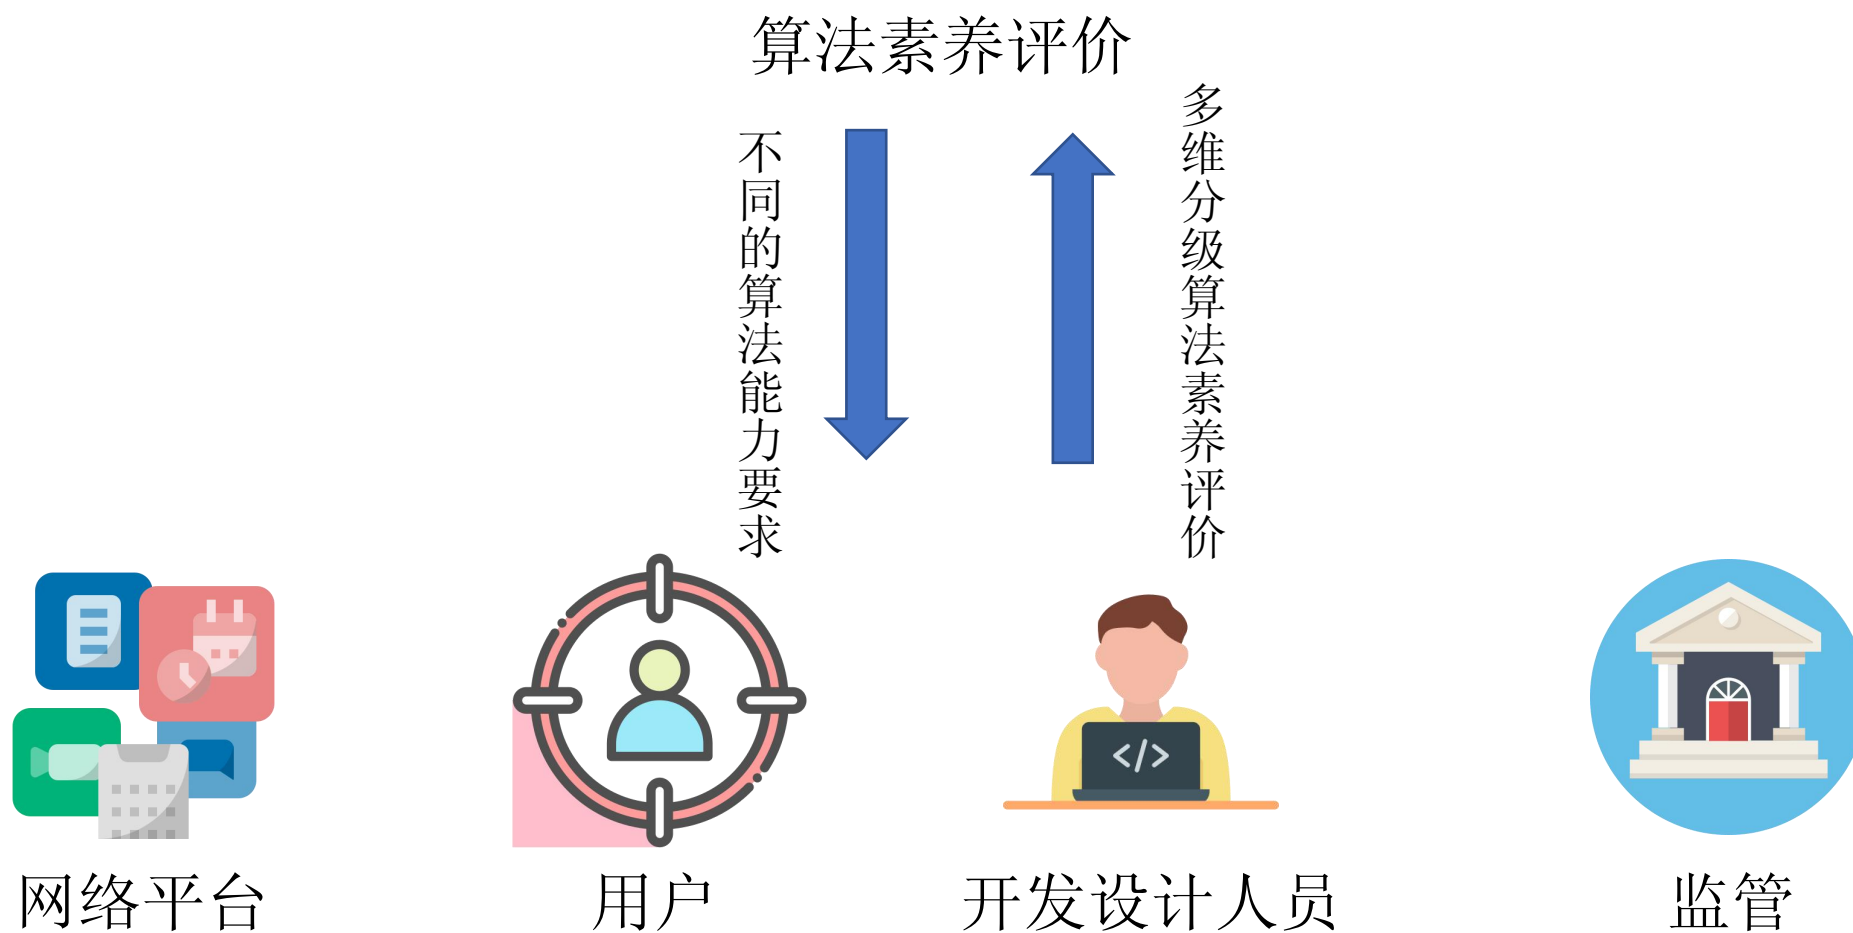 算法素养评价
不同的算法能力要求
多维分级算法素养评价
网络平台
用户
开发设计人员
监管